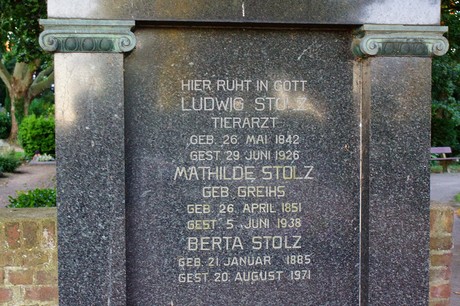 HIER RUHT IN GOTT
LUDWIG STOLZ
TIERARZT
GEB. 26. MAI 1842
GEST. 29. JUNI 1926
MATHILDE STOLZ
GEB. GREIHS
GEB. 26. APRIL 1851
GEST. 5. JUNI 1938
BERTA STOLZ
GEB. 21. JANUAR 1885
GEST. 20. AUGUST 1971